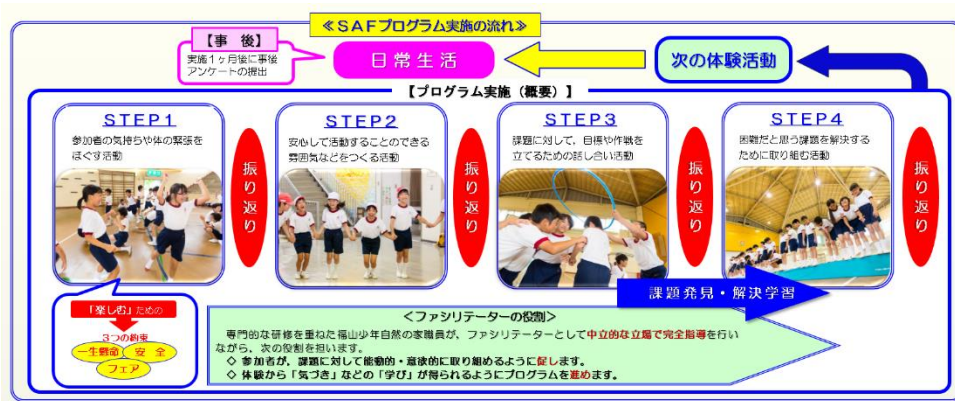 ≪SAFプログラム実施の流れ≫
【事 後】
実施1ヶ月後に事後
アンケートの提出
日常生活
次の体験活動
【プログラム実施(概要)】
STEP1
参加者の気持ちや体の緊張を
ほぐす活動
振り返り
STEP2
安心して活動することのできる
雰囲気などをつくる活動
振り返り
STEP3
課題に対して、目標や作戦を
立てるための話し合い活動
振り返り
STEP4
困難だと思う課題を解決する
ために取り組む活動
振り返り
課題発見・解決学習
「楽しむ」ための
3つの約束
一生懸命
安 全
フェア
<ファシリテーターの役割>
専門的な研修を重ねた福山少年自然の家職員が、ファシリテーターとして中立的な立場で完全指導を行い
ながら、次の役割を担います。
◇ 参加者が、課題に対して能動的・意欲的に取り組めるように促します。
◇ 体験から「気づき」などの「学び」が得られるようにプログラムを進めます。